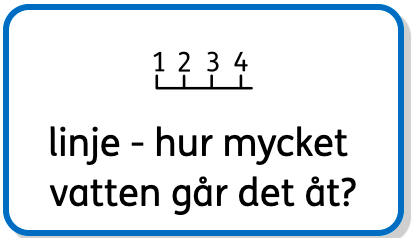 1 2 3 4
linje - hur mycket
vatten går det åt?